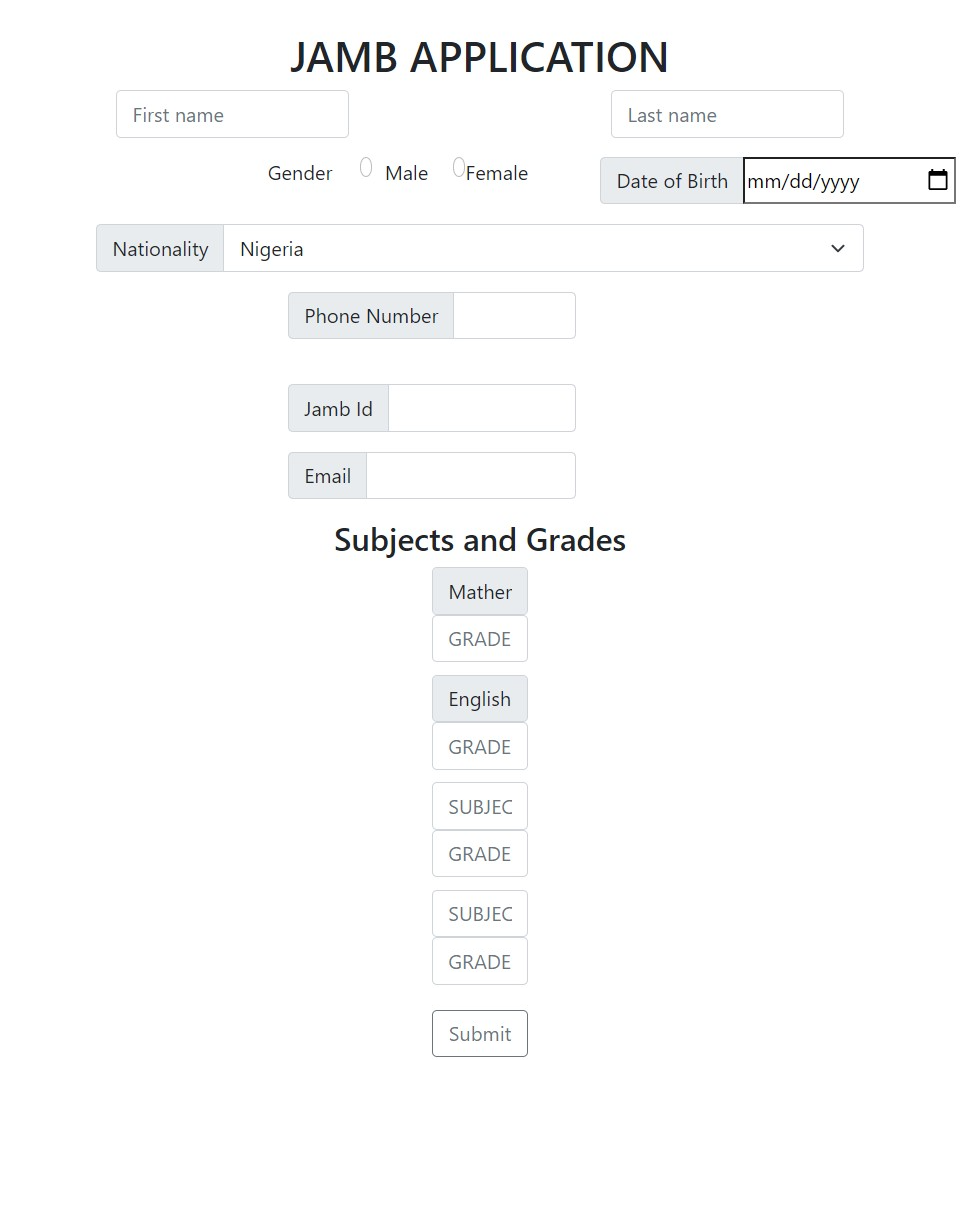 JAMB APPLICATION
First name Last name
Gender Male Female Date of Birth mm/dd/yyyy
Nationality Nigeria
Phone Number
Jamb Id
Email
Subjects and Grades
Mather
GRADE
English
GRADE
SUBJEC
GRADE
SUBJEC
GRADE
Submit